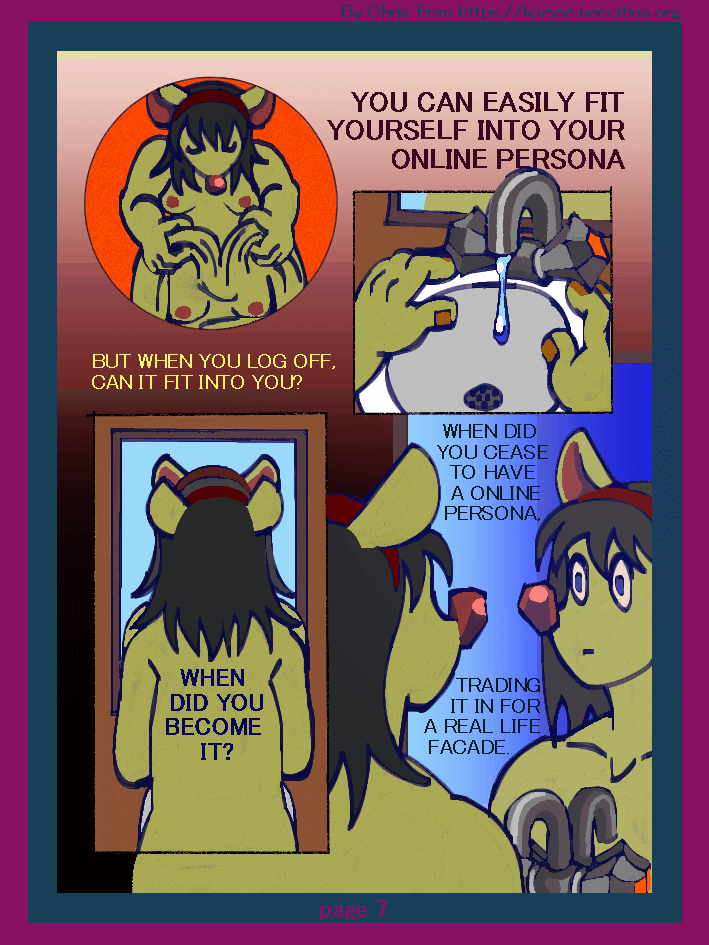 By Chris from https://korsse.neocities.org
YOU CAN EASILY FIT
YOURSELF INTO YOUR
ONLINE PERSONA
BUT WHEN YOU LOG OFF,
CAN IT FIT INTO YOU?
WHEN DID
YOU CEASE
TO HAVE
A ONLINE
PERSONA,
WHEN
DID YOU
BECOME
IT?
TRADING
IT IN FOR
A REAL LIFE
FACADE.
page 7